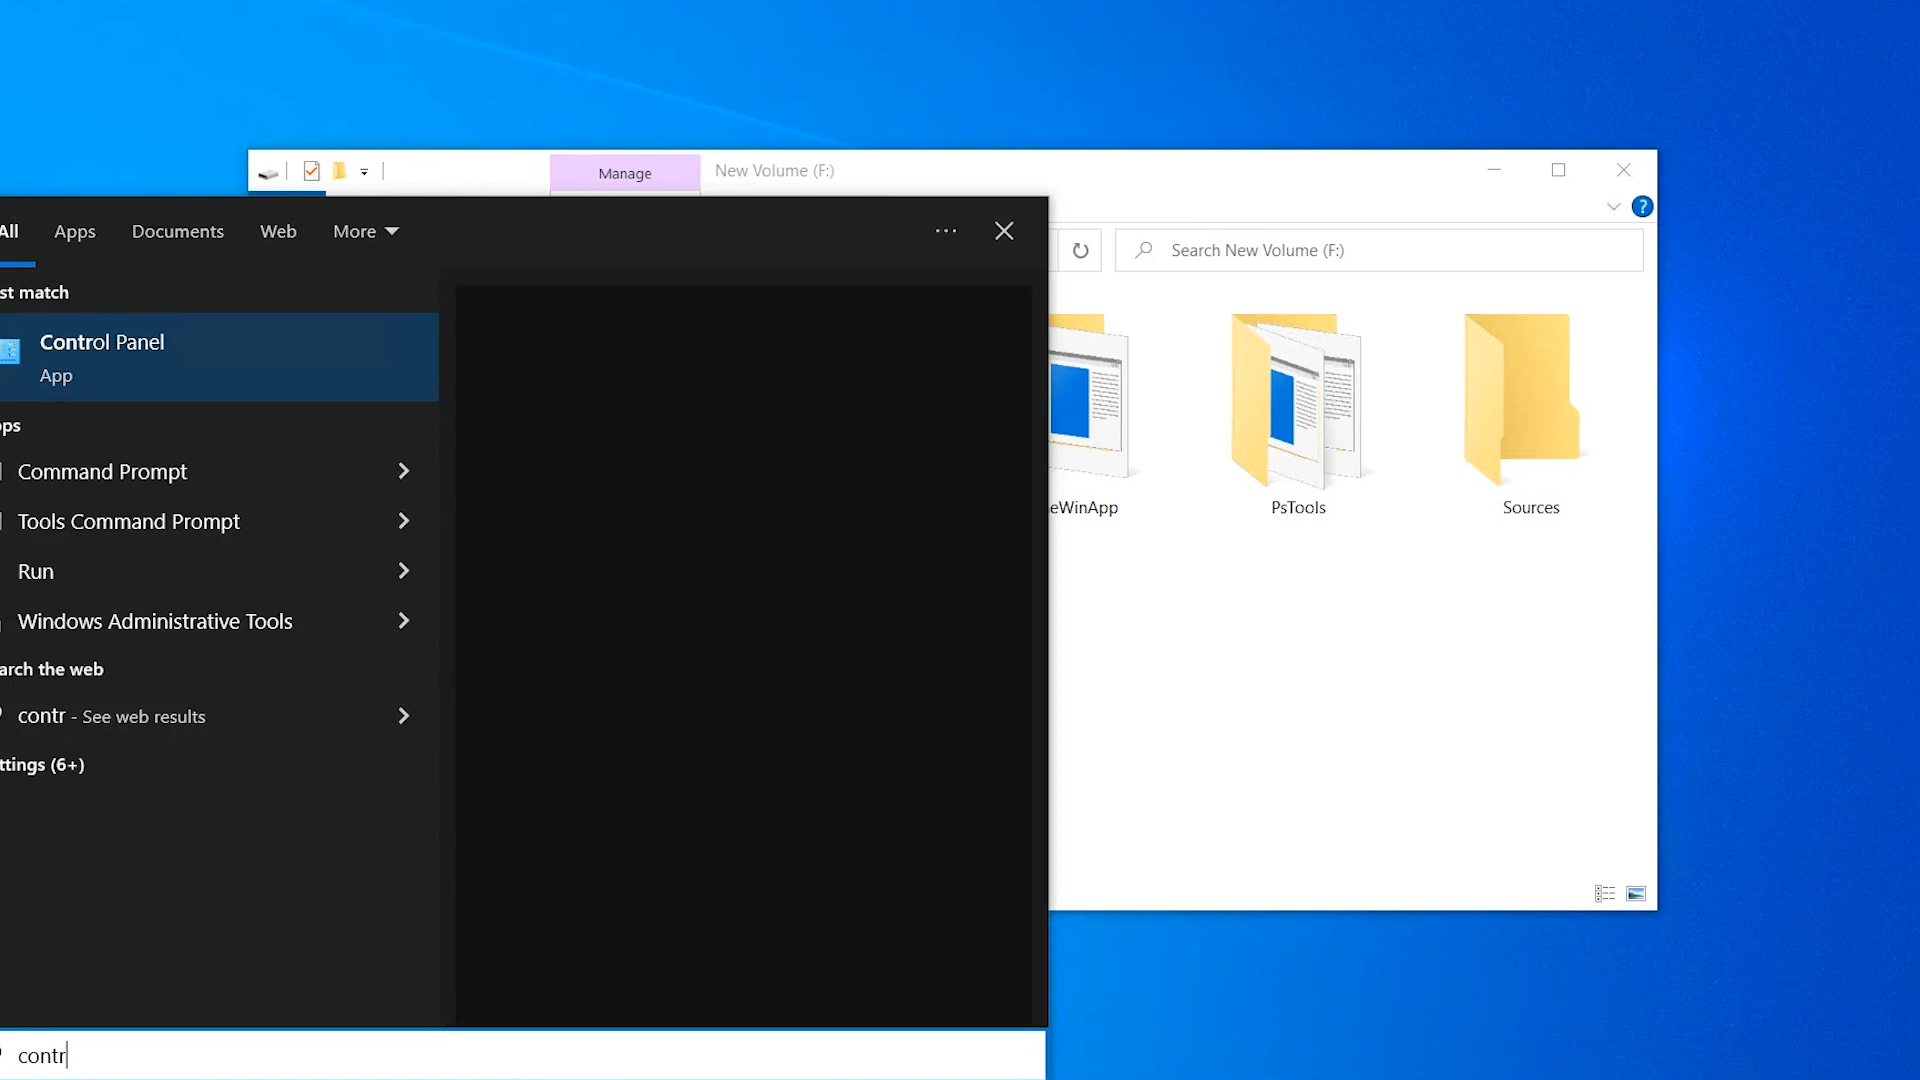 Manage
New Volume (F:)
All
Apps
Documents
Web
More
Search New Volume (F:)
st match
Control Panel
App
ps
Command Prompt
Tools Command Prompt
Run
Windows Administrative Tools
arch the web
contr - See web results
ttings (6+)
eWinApp
PsTools
Sources
contr